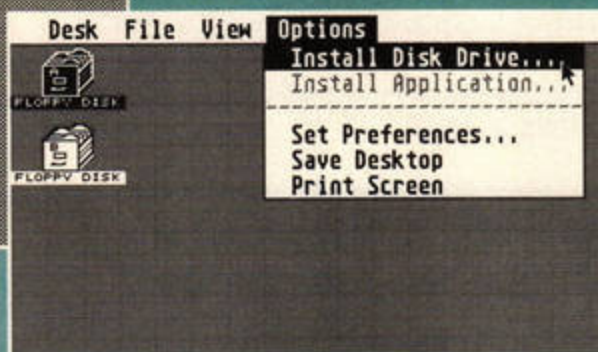 Desk File View Options
Install Disk Drive...
Install Application...
Set Preferences...
Save Desktop
Print Screen
FLOPPY DISK
FLOPPY DISK